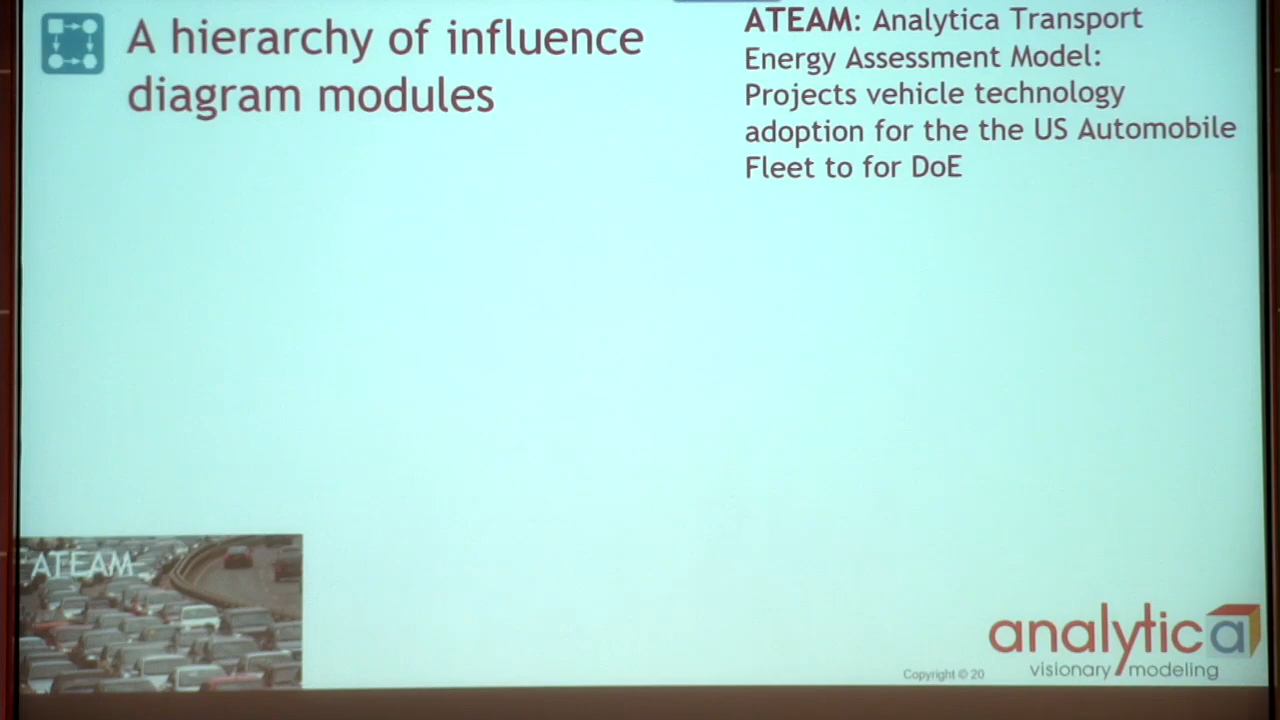 A hierarchy of influence
diagram modules
ATEAM: Analytica Transport
Energy Assessment Model:
Projects vehicle technology
adoption for the the US Automobile
Fleet to for DoE
ATEAM
analytica
visionary modeling
Copyright © 20